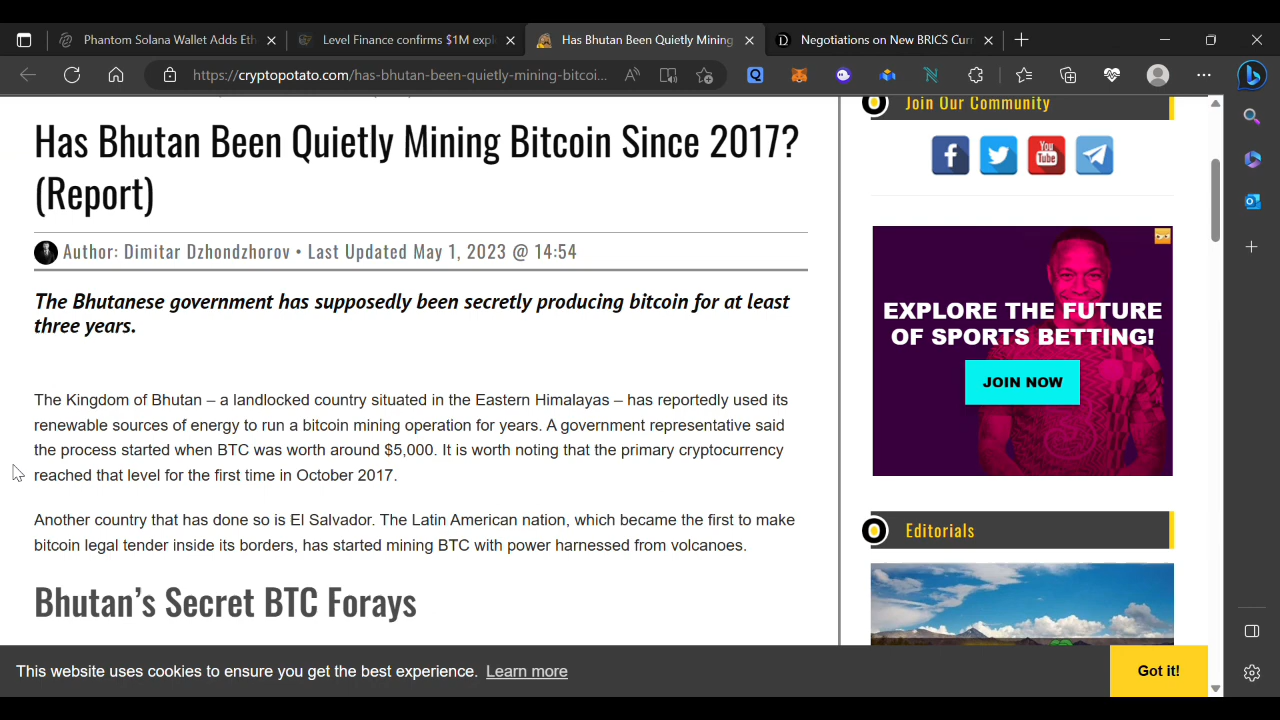 Phantom Solana Wallet Adds Eth
Level Finance confirms $1M expl
Has Bhutan Been Quietly Mining
Negotiations on New BRICS Curr
https://cryptopotato.com/has-bhutan-been-quietly-mining-bitcoi...
Join Our Community
Has Bhutan Been Quietly Mining Bitcoin Since 2017?
(Report)
You
Tube
Author: Dimitar Dzhondzhorov • Last Updated May 1, 2023 @ 14:54
The Bhutanese government has supposedly been secretly producing bitcoin for at least
three years.
EXPLORE THE FUTURE
OF SPORTS BETTING!
JOIN NOW
The Kingdom of Bhutan – a landlocked country situated in the Eastern Himalayas – has reportedly used its
renewable sources of energy to run a bitcoin mining operation for years. A government representative said
the process started when BTC was worth around $5,000. It is worth noting that the primary cryptocurrency
reached that level for the first time in October 2017.
Another country that has done so is El Salvador. The Latin American nation, which became the first to make
bitcoin legal tender inside its borders, has started mining BTC with power harnessed from volcanoes.
Editorials
Bhutan's Secret BTC Forays
This website uses cookies to ensure you get the best experience. Learn more
Got it!